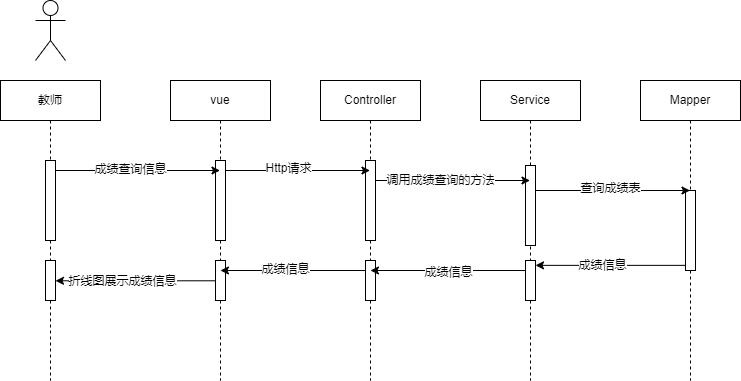 教师
vue
Controller
Service
Mapper
成绩查询信息
Http请求
调用成绩查询的方法
查询成绩表
成绩信息
成绩信息
成绩信息
折线图展示成绩信息